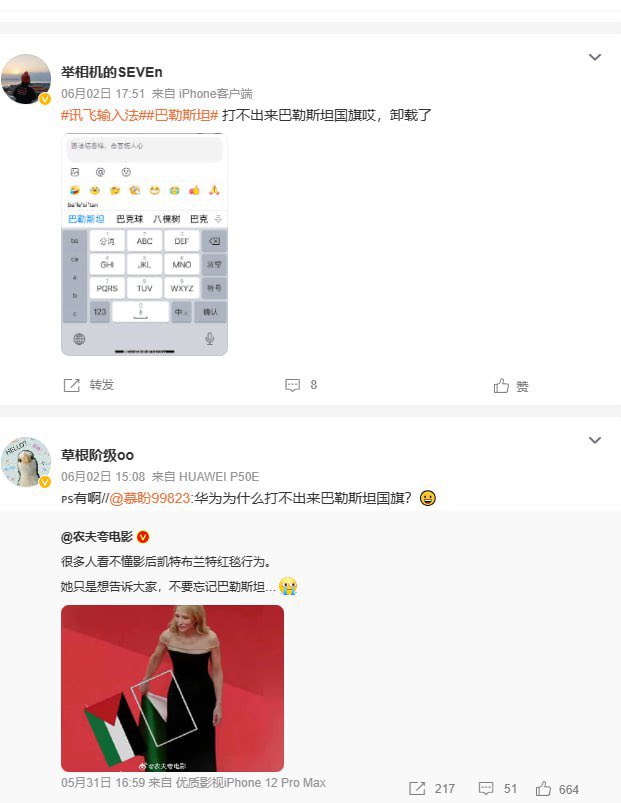 举相机的SEVEn
06月02日 17:51 来自 iPhone客户端
#讯飞输入法##巴勒斯坦# 打不出来巴勒斯坦国旗哎，卸载了
ba'le'si'tan
巴勒斯坦 巴克球 八棵树 巴克
ba 分词 ABC DEF
ca GHI JKL MNO 清空
a PQRS TUV WXYZ 符号
b
c 123 中 确认
转发 8 赞
草根阶级oo
06月02日 15:08 来自 HUAWEI P50E
PS有啊//@慕盼99823:华为为什么打不出来巴勒斯坦国旗？
HELLO?
@农夫夸电影
很多人看不懂影后凯特布兰特红毯行为。
她只是想告诉大家，不要忘记巴勒斯坦...
@农夫夸电影
05月31日 16:59 来自 优质影视iPhone 12 Pro Max
217 51 664